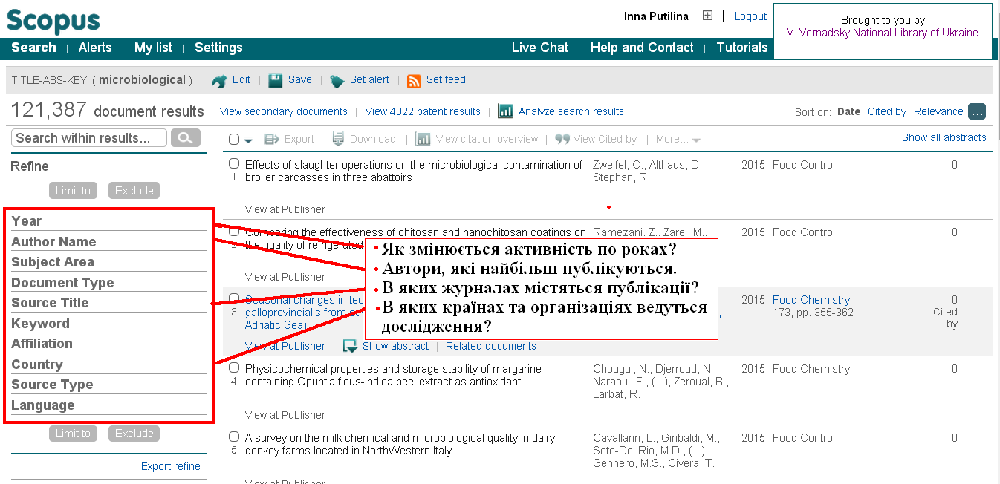 Scopus
Inna Putilina
Logout
Brought to you by
V. Vernadsky National Library of Ukraine
Search | Alerts | My list | Settings
Live Chat | Help and Contact | Tutorials
TITLE-ABS-KEY ( microbiological )
Edit | Save | Set alert | Set feed
121,387 document results
View secondary documents | View 4022 patent results | Analyze search results
Sort on: Date Cited by Relevance ...
Search within results...
Export | Download | View citation overview | View Cited by | More...
Show all abstracts
Refine
Limit to Exclude
Year
Author Name
Subject Area
Document Type
Source Title
Keyword
Affiliation
Country
Source Type
Language
Limit to Exclude
Export refine
1
Effects of slaughter operations on the microbiological contamination of
broiler carcasses in three abattoirs
Zweifel, C., Althaus, D.,
Stephan, R.
2015 Food Control 0
View at Publisher
2
Comparing the effectiveness of chitosan and nanochitosan coatings on
the quality of refrigerated
Ramezani, Z., Zarei, M.,
2015 Food Control 0
View at Publisher
• Як змінюється активність по роках?
• Автори, які найбільш публікуються.
• В яких журналах містяться публікації?
• В яких країнах та організаціях ведуться
дослідження?
3
Seasonal changes in
galloprovincialis from
Adriatic Sea)
2015 Food Chemistry 0
173, pp. 355-362
Cited
by
View at Publisher | Show abstract | Related documents
4
Physicochemical properties and storage stability of margarine
containing Opuntia ficus-indica peel extract as antioxidant
Chougui, N., Djerroud, N.,
Naraoui, F., (...), Zeroual, B.,
Larbat, R.
2015 Food Chemistry 0
View at Publisher
5
A survey on the milk chemical and microbiological quality in dairy
donkey farms located in NorthWestern Italy
Cavallarin, L., Giribaldi, M.,
Soto-Del Rio, M.D., (...),
Gennero, M.S., Civera, T.
2015 Food Control 0
View at Publisher